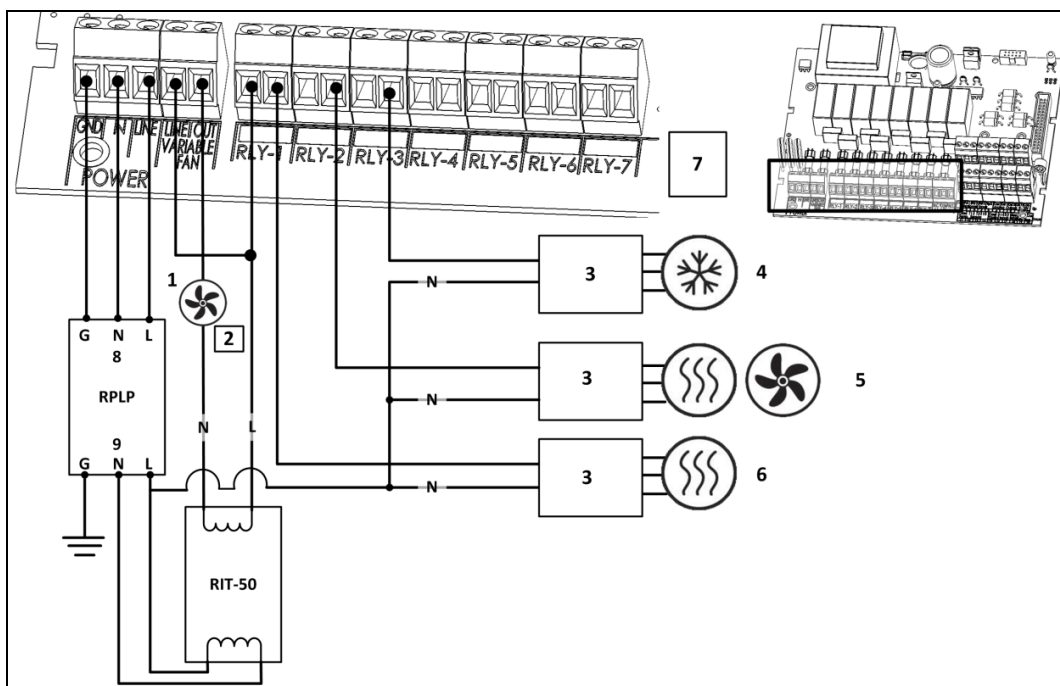 GND IN LINE LINE OUT
VARIABLE
FAN
POWER
RLY-1 RLY-2 RLY-3 RLY-4 RLY-5 RLY-6 RLY-7
7
3 4
N
1
2
G N L
8
RPLP
3 5
N
N L
9
G N L
3 6
N
RIT-50